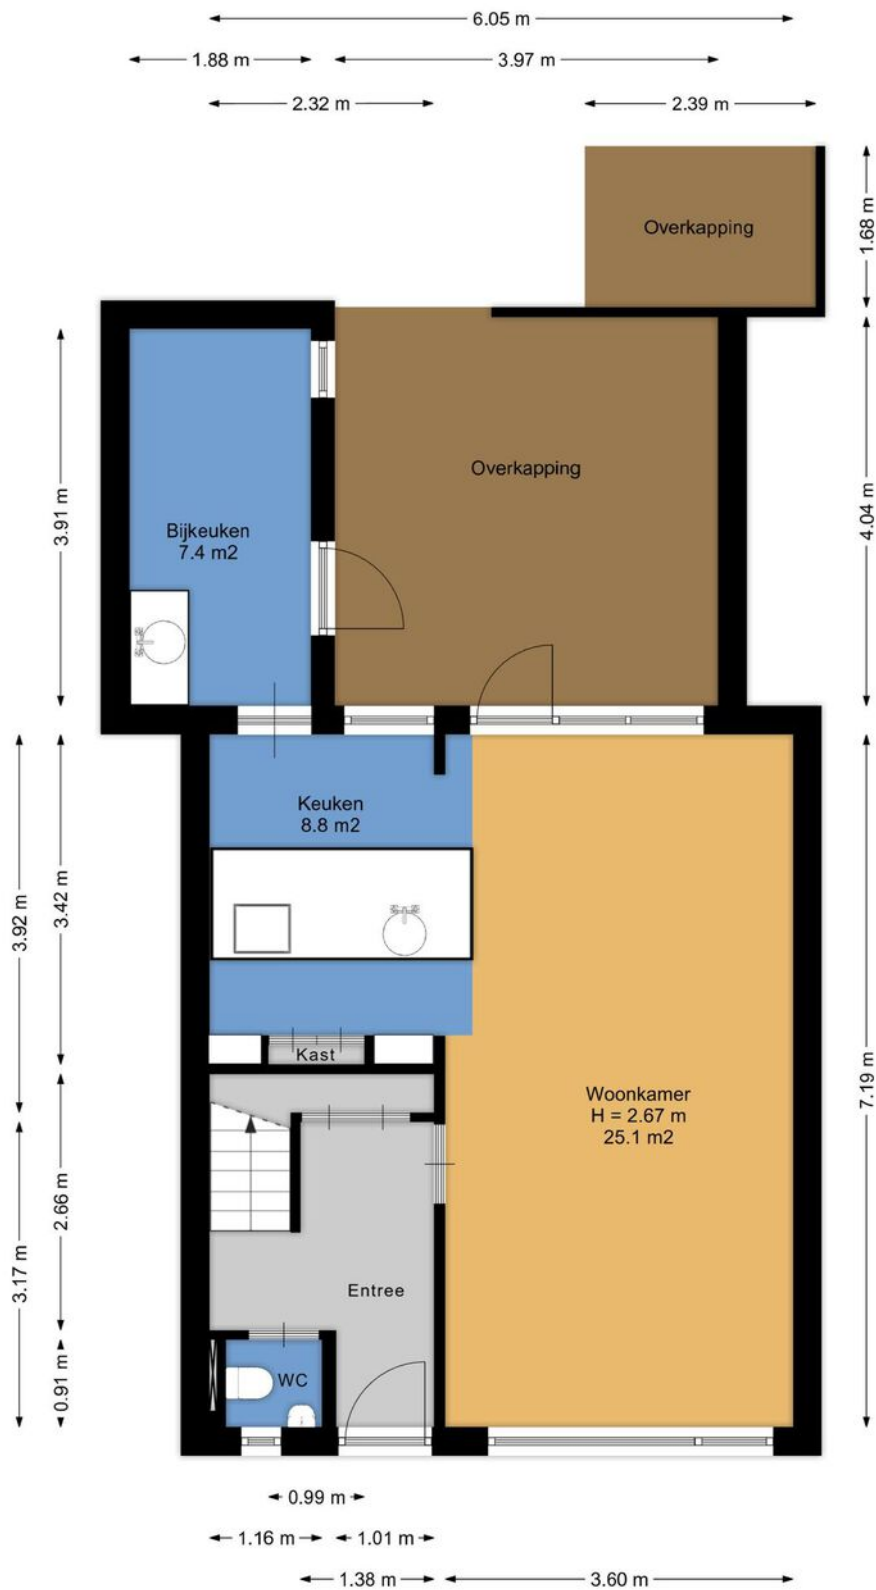 6.05 m
1.88 m
3.97 m
2.32 m
2.39 m
1.68 m
Overkapping
4.04 m
3.91 m
Overkapping
Bijkeuken
7.4 m2
Keuken
8.8 m2
3.92 m
3.42 m
7.19 m
Kast
Woonkamer
H = 2.67 m
25.1 m2
2.66 m
3.17 m
Entree
0.91 m
WC
0.99 m
1.16 m
1.01 m
1.38 m
3.60 m